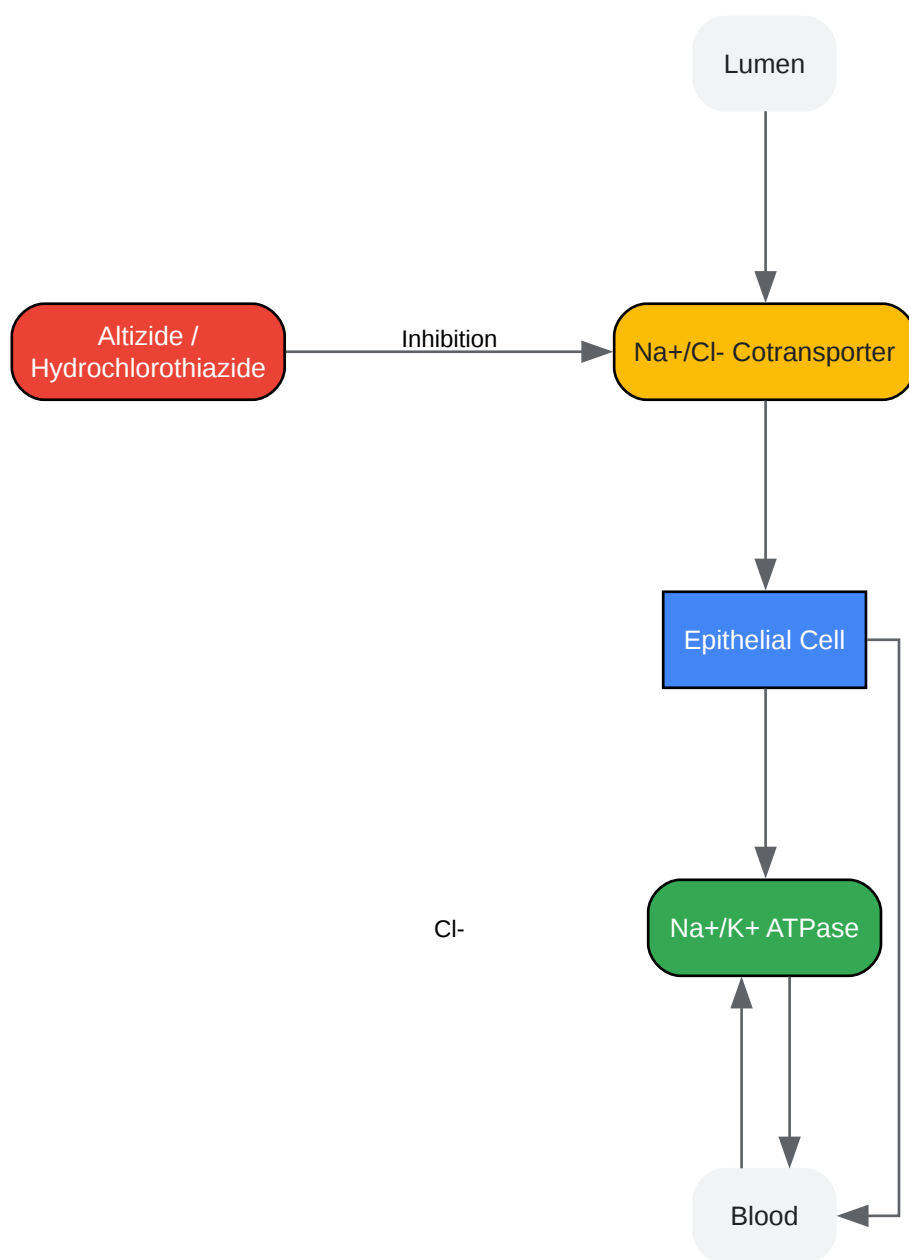 Lumen
Altizide /
Hydrochlorothiazide
Inhibition
Na+/Cl- Cotransporter
Epithelial Cell
Cl-
Na+/K+ ATPase
Blood